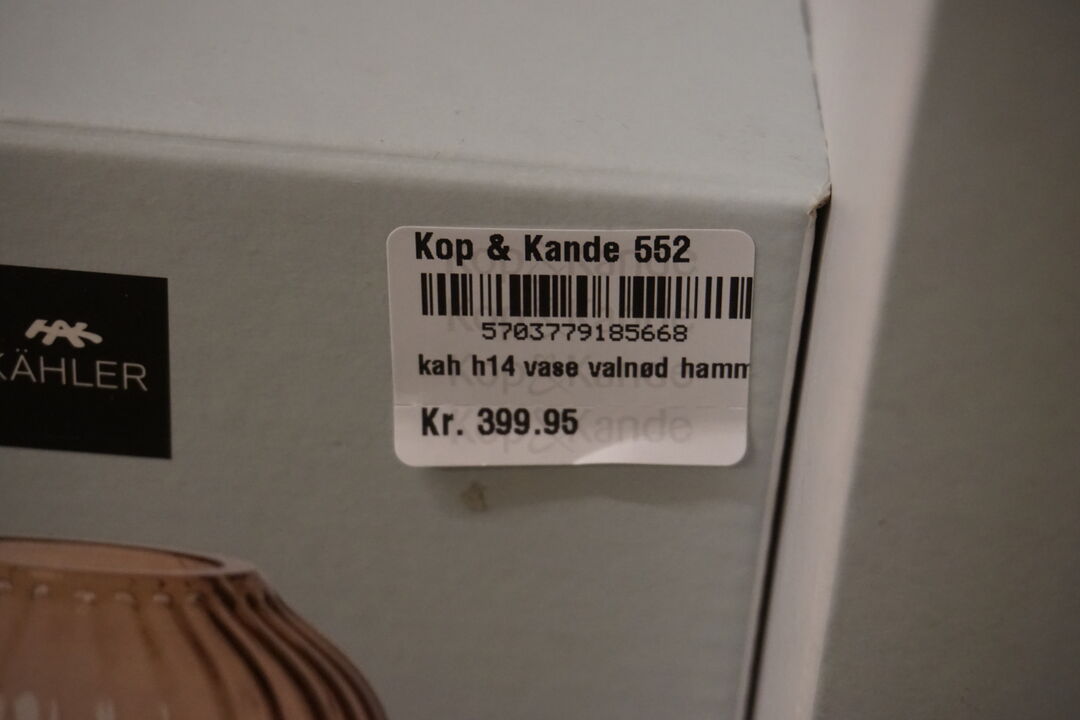 Kop & Kande 552
5703779185668
kah h14 vase valnød hamm
Kr. 399.95
KÄHLER